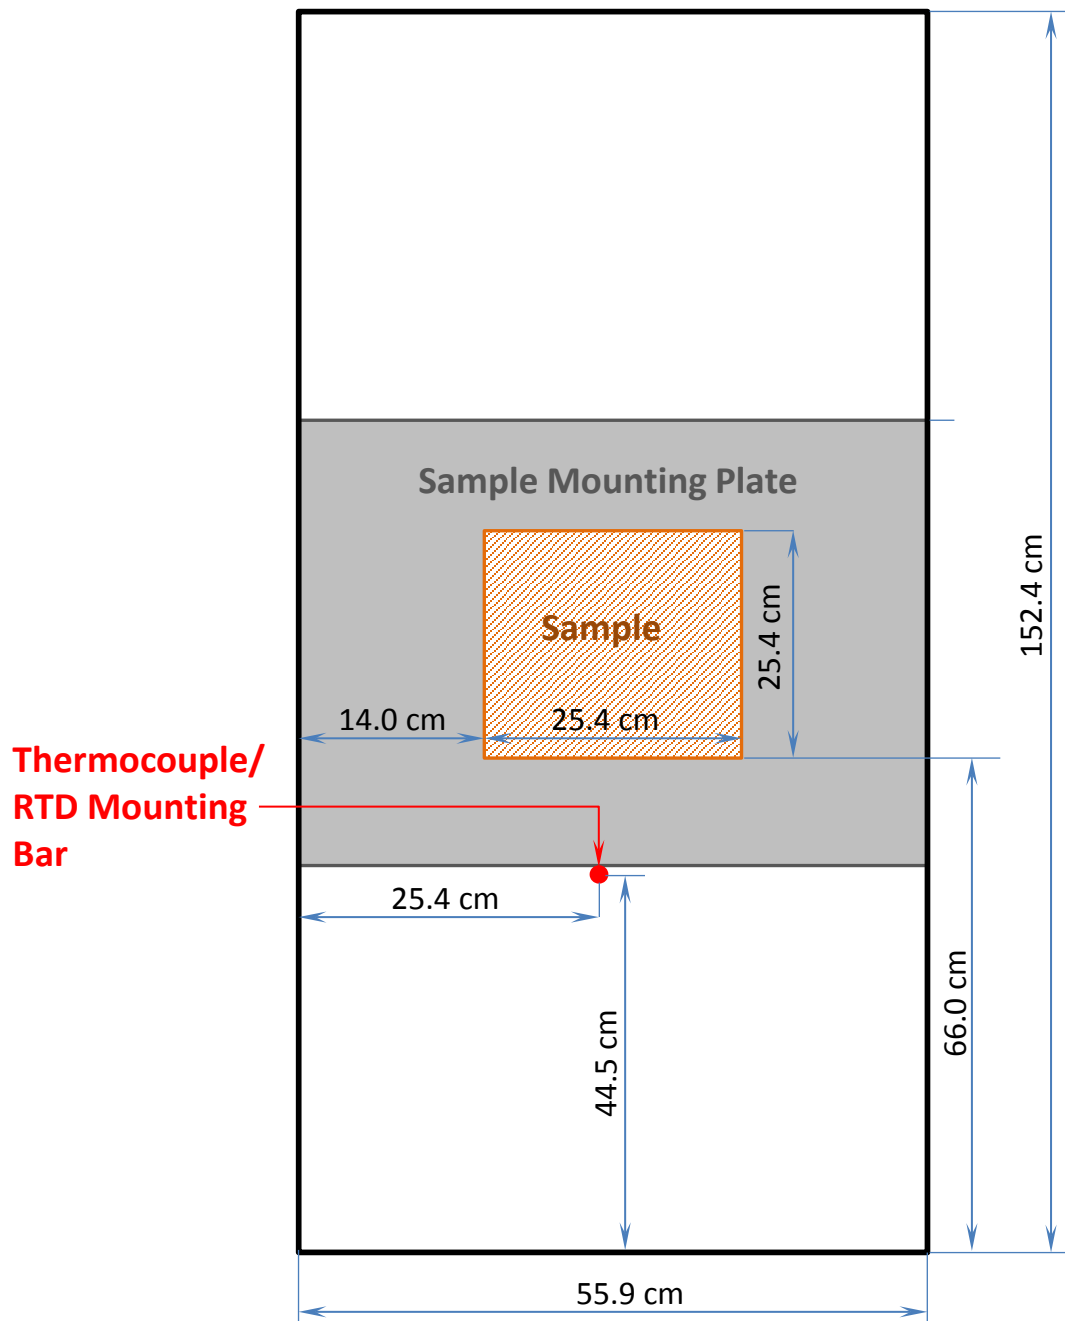 Sample Mounting Plate
152.4 cm
25.4 cm
Sample
14.0 cm
25.4 cm
Thermocouple/
RTD Mounting
Bar
25.4 cm
44.5 cm
66.0 cm
55.9 cm